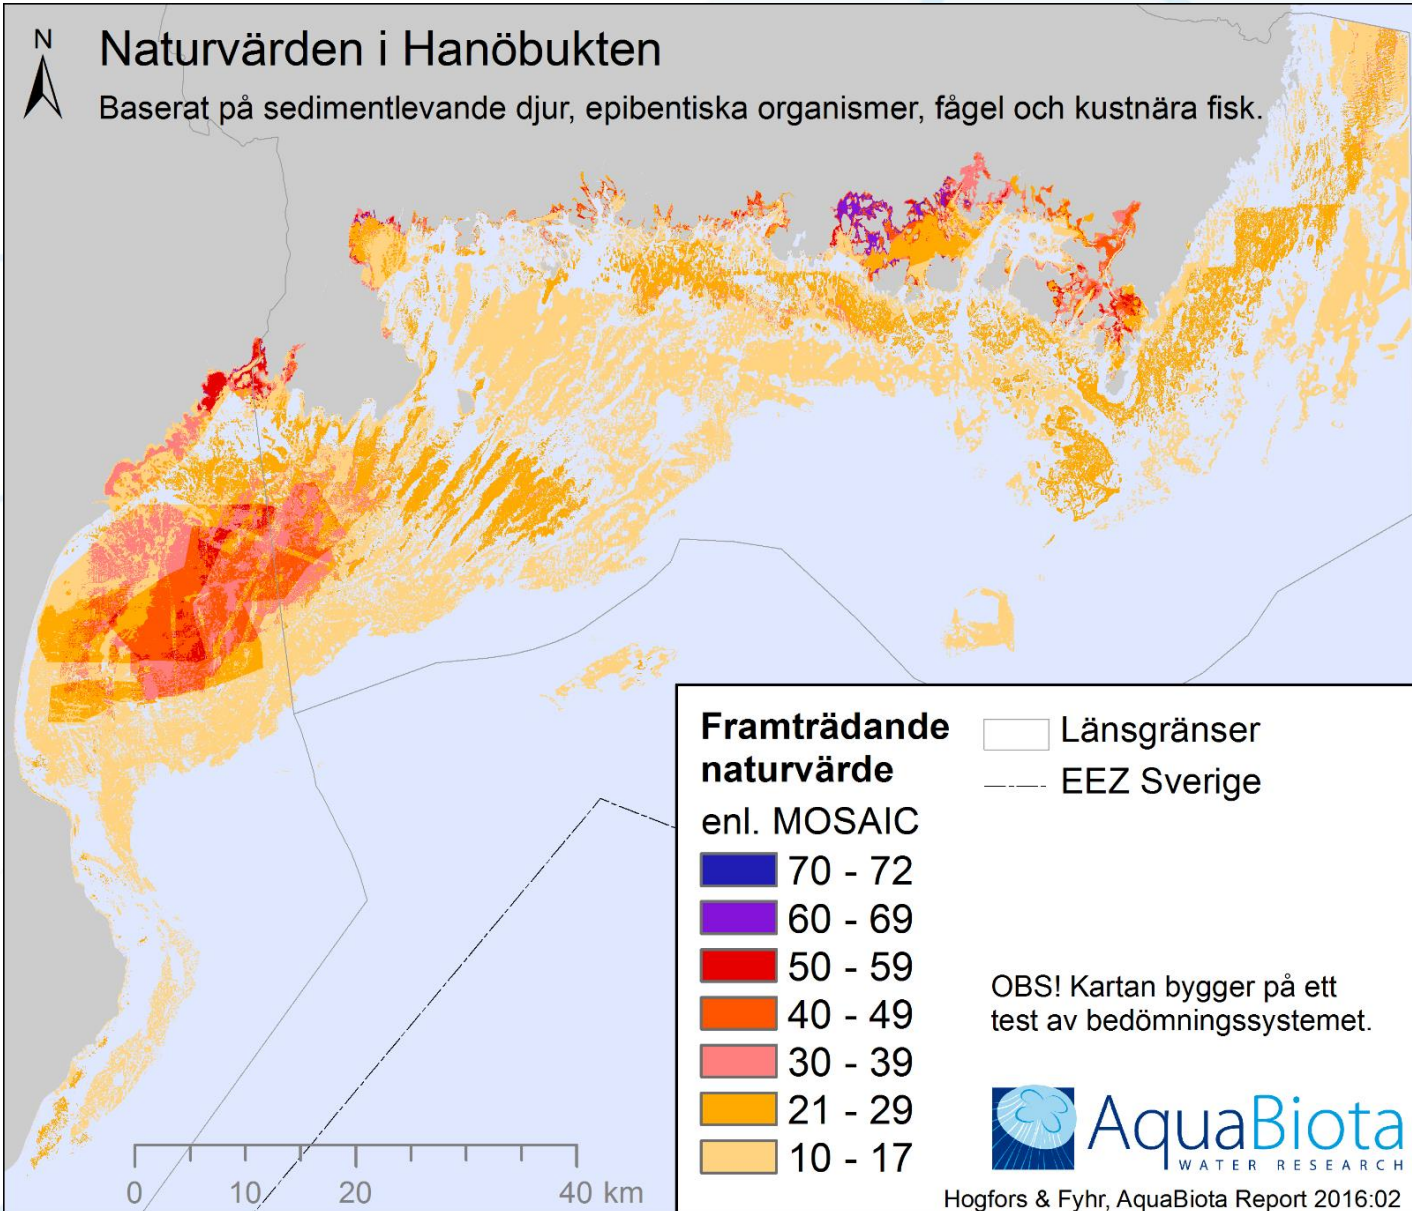 N
Naturvärden i Hanöbukten
Baserat på sedimentlevande djur, epibentiska organismer, fågel och kustnära fisk.
Framträdande
naturvärde
enl. MOSAIC
70 - 72
60 - 69
50 - 59
40 - 49
30 - 39
21 - 29
10 - 17
Länsgränser
EEZ Sverige
OBS! Kartan bygger på ett
test av bedömningssystemet.
AquaBiota
WATER RESEARCH
Hogfors & Fyhr, AquaBiota Report 2016:02
0 10 20 40 km